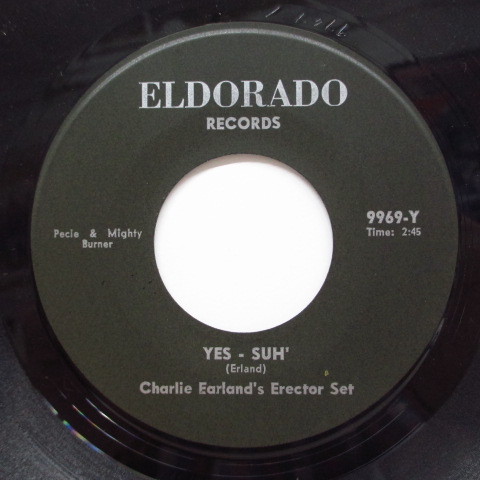 ELDORADO
RECORDS
Pecie & Mighty
Burner
9969-Y
Time: 2:45
YES - SUH'
(Erland)
Charlie Earland's Erector Set